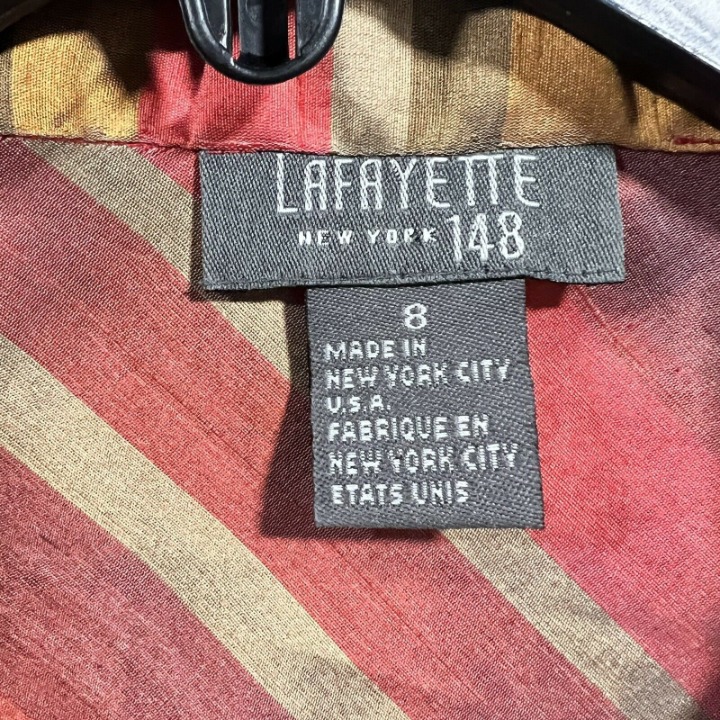 LAFAYETTE
NEW YORK 148
8
MADE IN
NEW YORK CITY
U.S.A.
FABRIQUE EN
NEW YORK CITY
ETATS UNIS